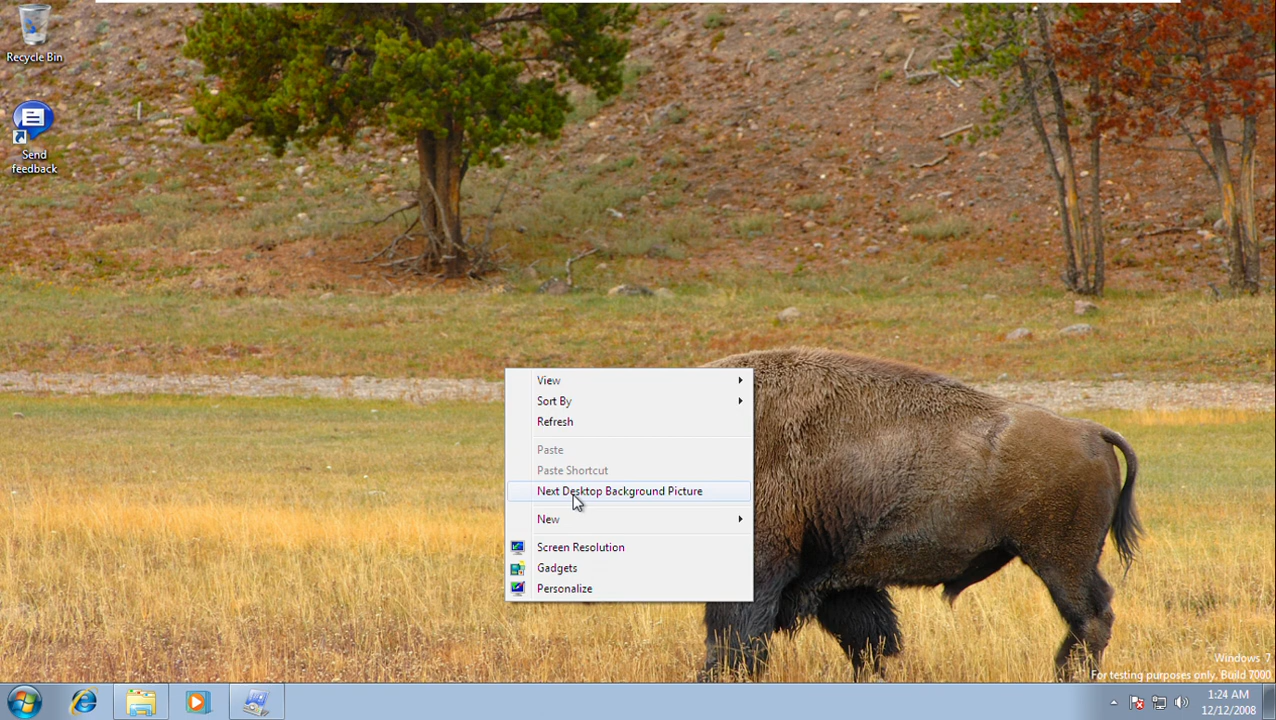 Recycle Bin
Send
feedback
View
Sort By
Refresh
Paste
Paste Shortcut
Next Desktop Background Picture
New
Screen Resolution
Gadgets
Personalize
Windows 7
For testing purposes only. Build 7000
1:24 AM
12/12/2008